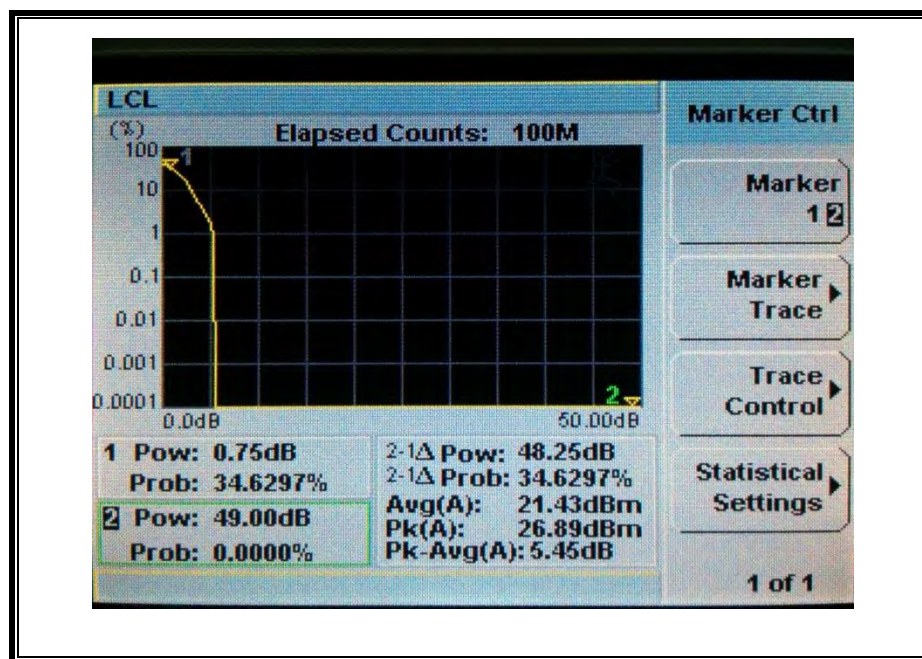 LCL
(%)
Elapsed Counts: 100M
100
10
1
0.1
0.01
0.001
0.0001
1
2
0.0dB
50.00dB
1 Pow: 0.75dB
Prob: 34.6297%
2 Pow: 49.00dB
Prob: 0.0000%
2-1Δ Pow: 48.25dB
2-1Δ Prob: 34.6297%
Avg(A): 21.43dBm
Pk(A): 26.89dBm
Pk-Avg(A): 5.45dB
Marker Ctrl
Marker
1 2
Marker
Trace
Trace
Control
Statistical
Settings
1 of 1